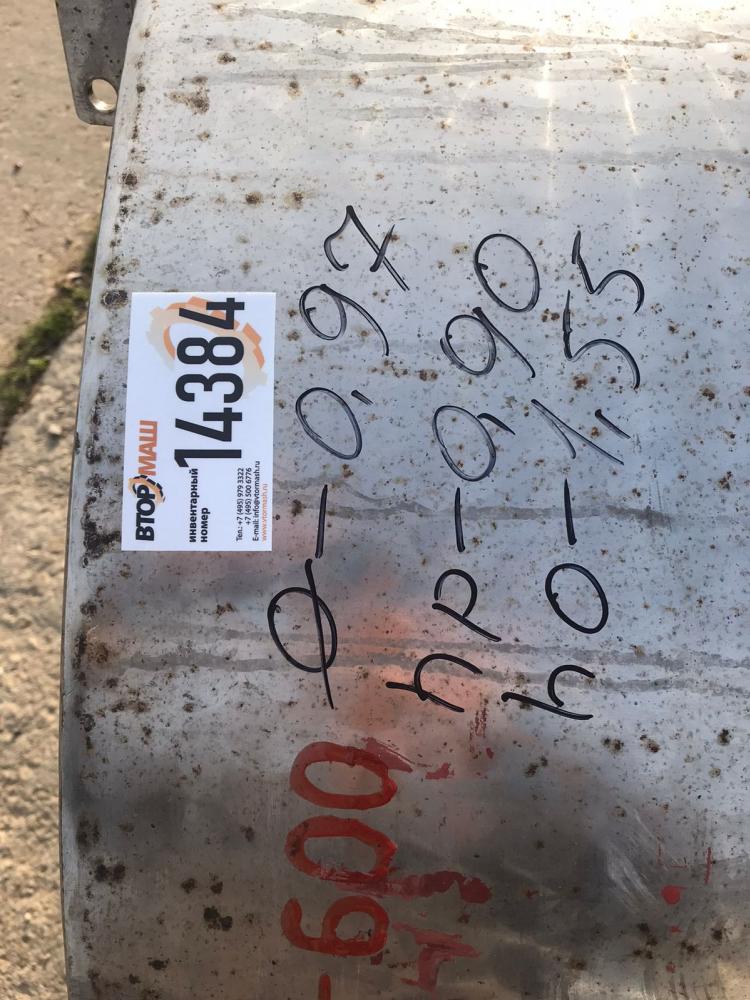 ВТОРМАШ
инвентарный
номер
14384
Тел.: +7 (495) 979 3322
+7 (495) 500 6776
E-mail: info@vtormash.ru
www.vtormash.ru
Ø - 0,97
hр - 0,90
hо - 1,55
-600